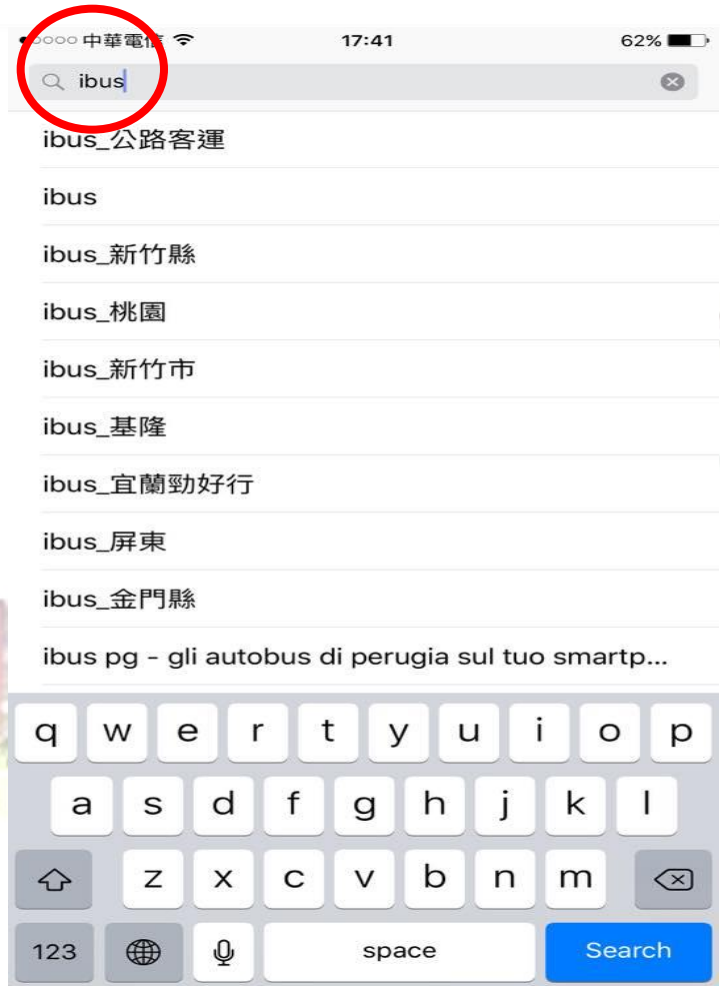 中華電信 17:41 62%
ibus
ibus_公路客運
ibus
ibus_新竹縣
ibus_桃園
ibus_新竹市
ibus_基隆
ibus_宜蘭勁好行
ibus_屏東
ibus_金門縣
ibus pg - gli autobus di perugia sul tuo smartp...
q w e r t y u i o p
a s d f g h j k l
z x c v b n m
123 space Search